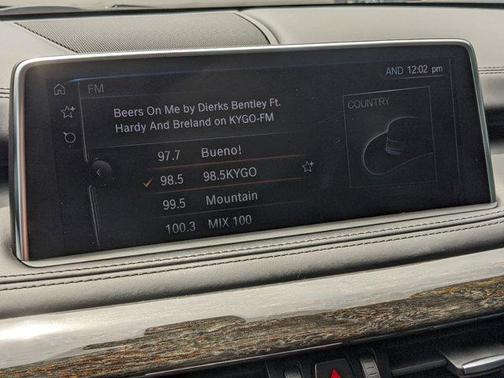 FM
AND 12:02 pm
Beers On Me by Dierks Bentley Ft.
Hardy And Breland on KYGO-FM
COUNTRY
97.7 Bueno!
98.5 98.5KYGO
99.5 Mountain
100.3 MIX 100